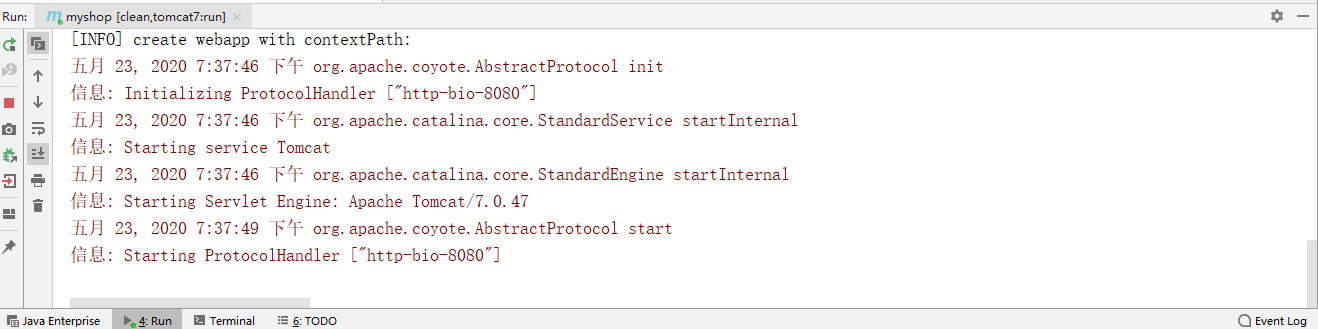 Run: myshop [clean,tomcat7:run]
[INFO] create webapp with contextPath:
五月 23, 2020 7:37:46 下午 org.apache.coyote.AbstractProtocol init
信息: Initializing ProtocolHandler ["http-bio-8080"]
五月 23, 2020 7:37:46 下午 org.apache.catalina.core.StandardService startInternal
信息: Starting service Tomcat
五月 23, 2020 7:37:46 下午 org.apache.catalina.core.StandardEngine startInternal
信息: Starting Servlet Engine: Apache Tomcat/7.0.47
五月 23, 2020 7:37:49 下午 org.apache.coyote.AbstractProtocol start
信息: Starting ProtocolHandler ["http-bio-8080"]
Java Enterprise 4: Run Terminal 6: TODO Event Log